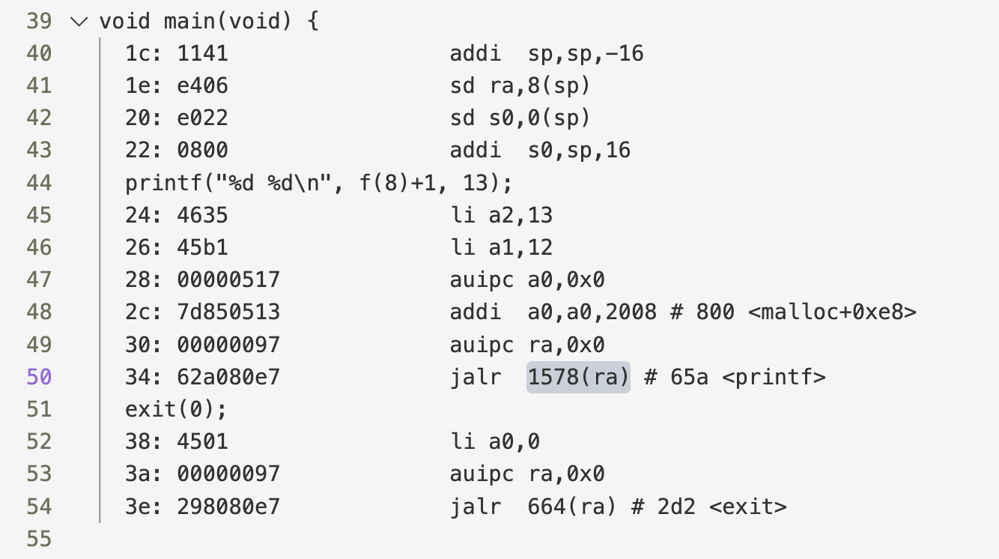 39 void main(void) {
40 1c: 1141 addi sp,sp,-16
41 1e: e406 sd ra,8(sp)
42 20: e022 sd s0,0(sp)
43 22: 0800 addi s0,sp,16
44 printf("%d %d\n", f(8)+1, 13);
45 24: 4635 li a2,13
46 26: 45b1 li a1,12
47 28: 00000517 auipc a0,0x0
48 2c: 7d850513 addi a0,a0,2008 # 800 <malloc+0xe8>
49 30: 00000097 auipc ra,0x0
50 34: 62a080e7 jalr 1578(ra) # 65a <printf>
51 exit(0);
52 38: 4501 li a0,0
53 3a: 00000097 auipc ra,0x0
54 3e: 298080e7 jalr 664(ra) # 2d2 <exit>
55